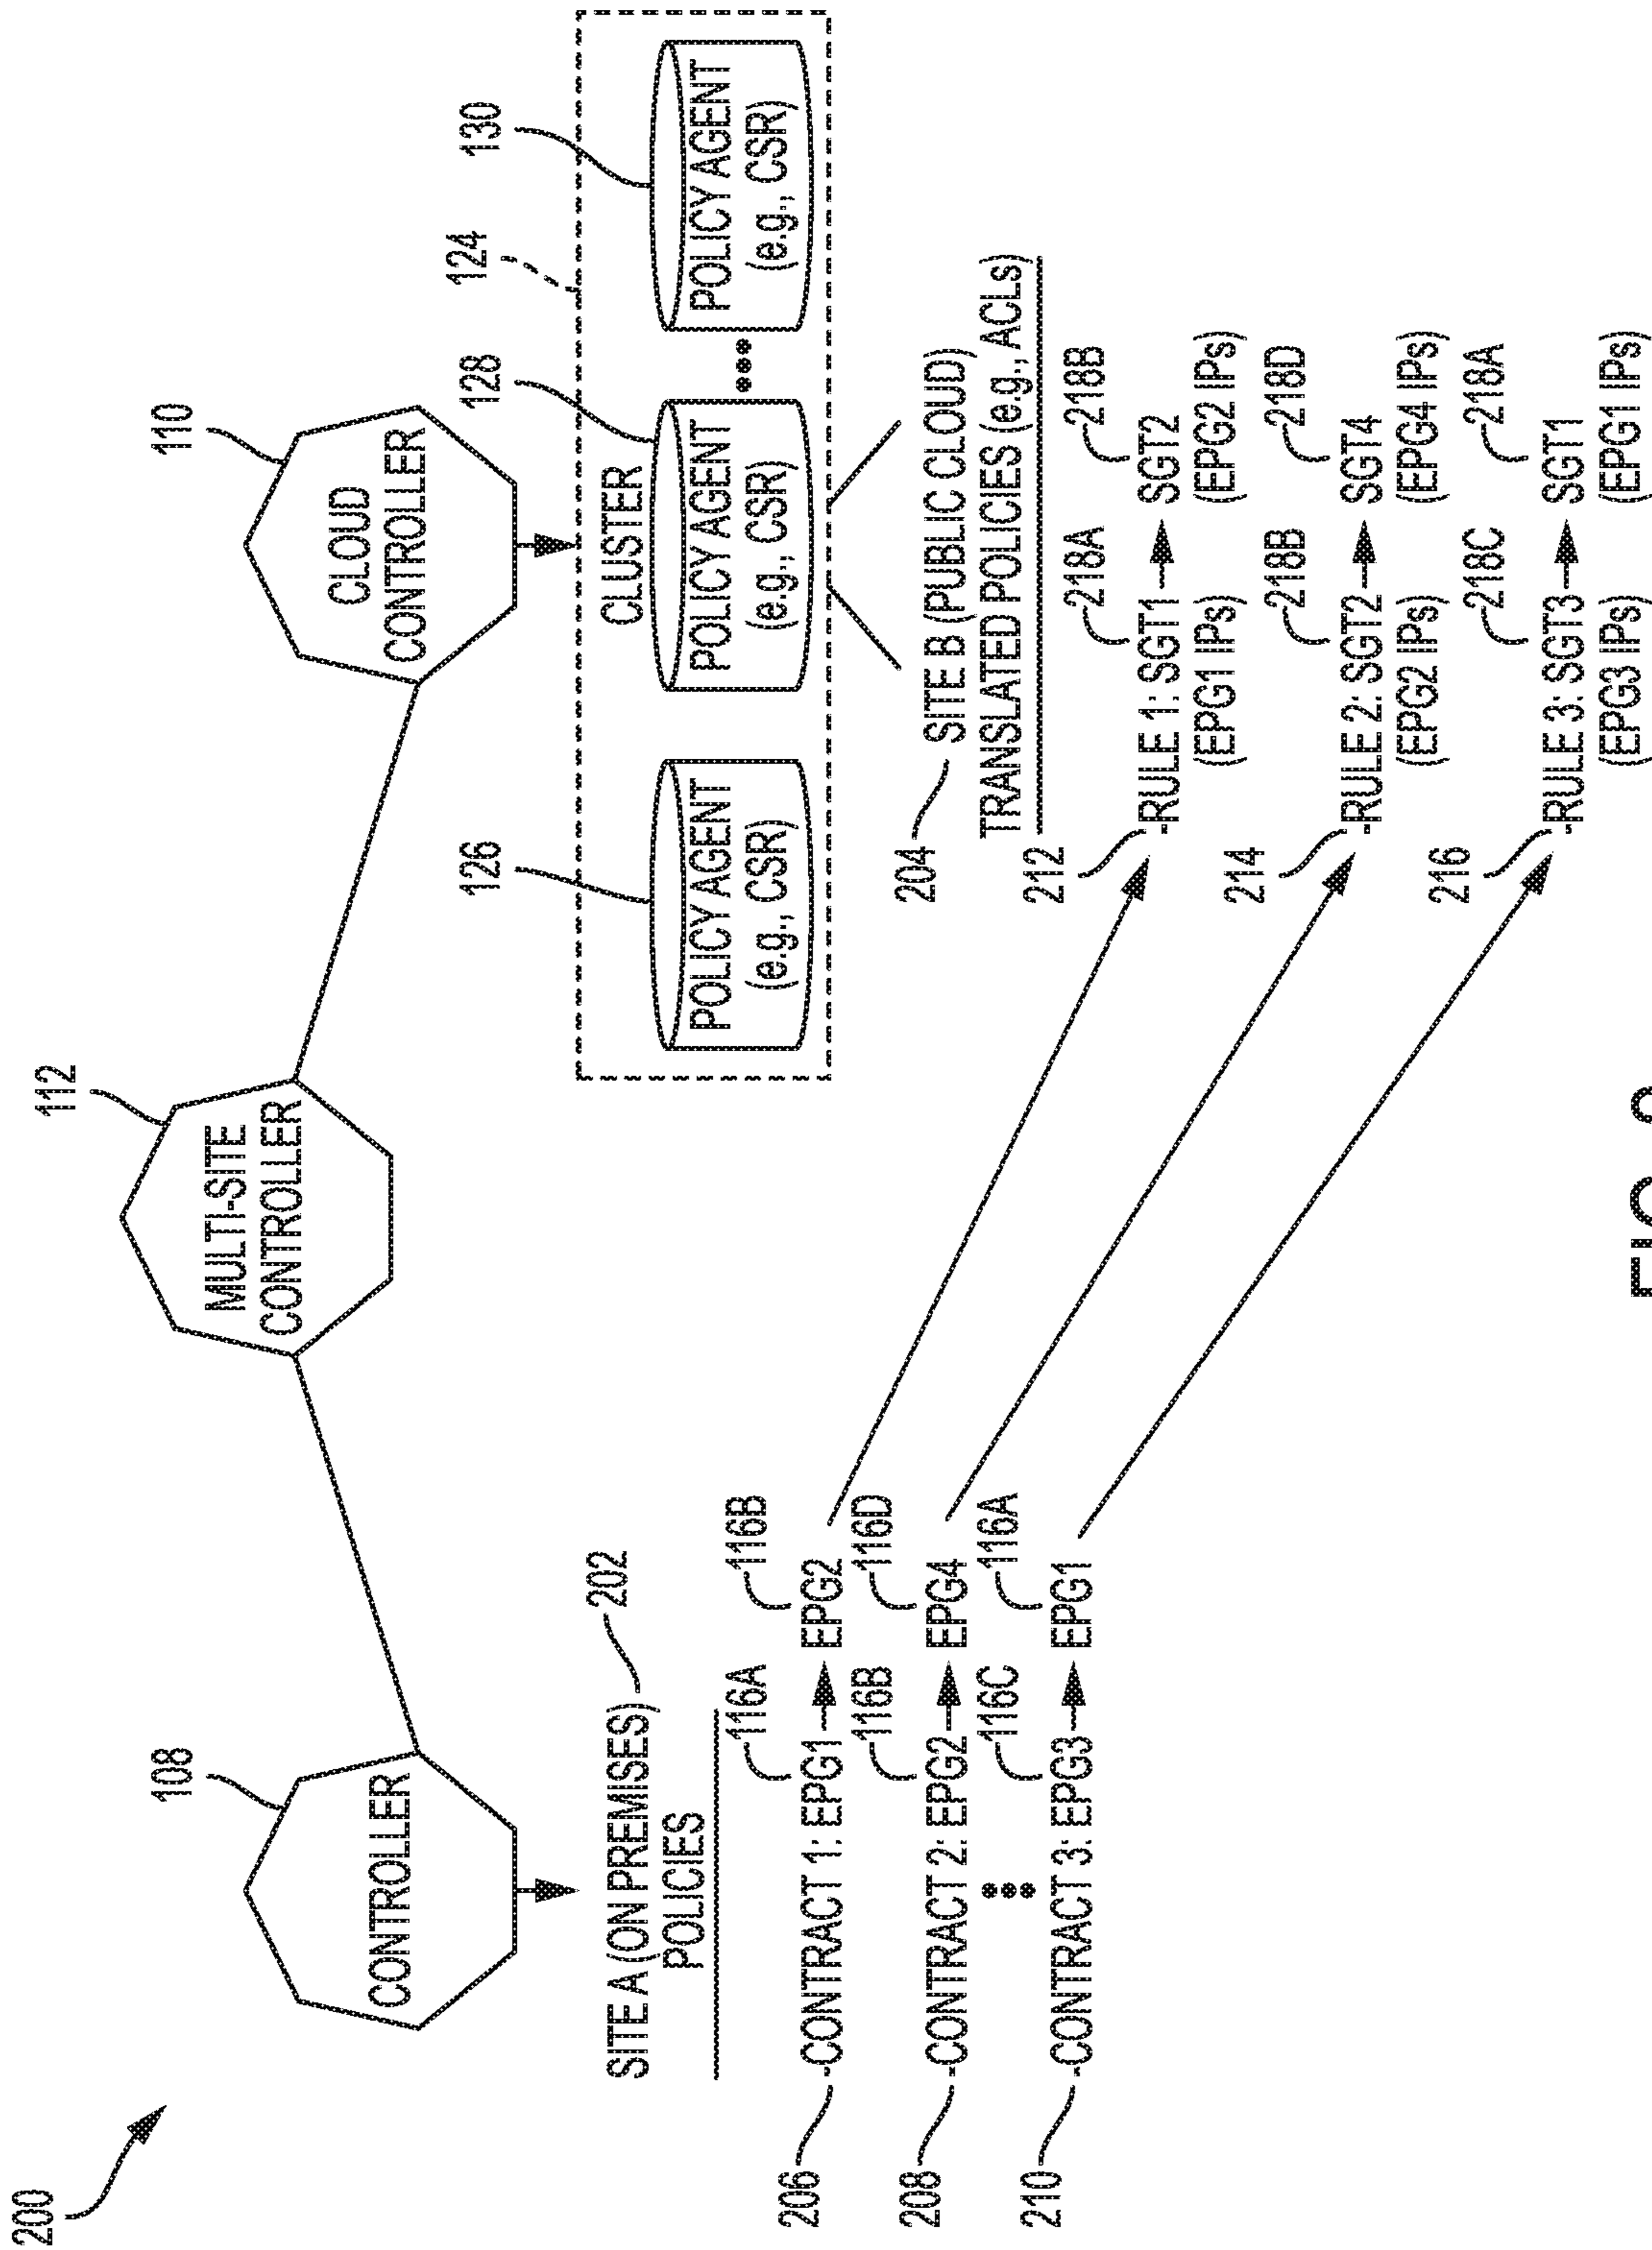 200
112
MULTI-SITE
CONTROLLER
108
CONTROLLER
110
CLOUD
CONTROLLER
124
CLUSTER
126
POLICY AGENT
(e.g., CSR)
128
POLICY AGENT
(e.g., CSR)
130
POLICY AGENT
(e.g., CSR)
SITE A (ON PREMISES)
202
POLICIES
116A
116B
206
-CONTRACT 1: EPG1
EPG2
116B
116D
208
-CONTRACT 2: EPG2
EPG4
116C
116A
210
-CONTRACT 3: EPG3
EPG1
204
SITE B (PUBLIC CLOUD)
TRANSLATED POLICIES (e.g., ACLs)
212
218A
218B
-RULE 1: SGT1
SGT2
(EPG1 IPs)
(EPG2 IPs)
214
218B
218D
-RULE 2: SGT2
SGT4
(EPG2 IPs)
(EPG4 IPs)
216
218C
218A
-RULE 3: SGT3
SGT1
(EPG3 IPs)
(EPG1 IPs)